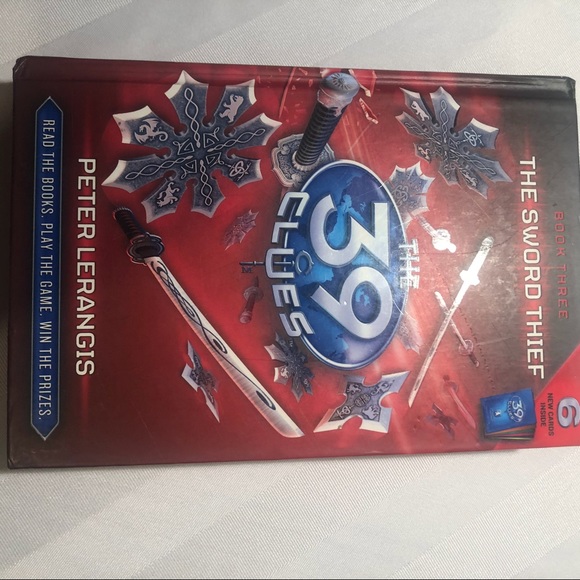 BOOK THREE
THE SWORD THIEF
6
NEW CARDS
INSIDE
39
THE
39
CLUES
PETER LERANGIS
READ THE BOOKS. PLAY THE GAME. WIN THE PRIZES.